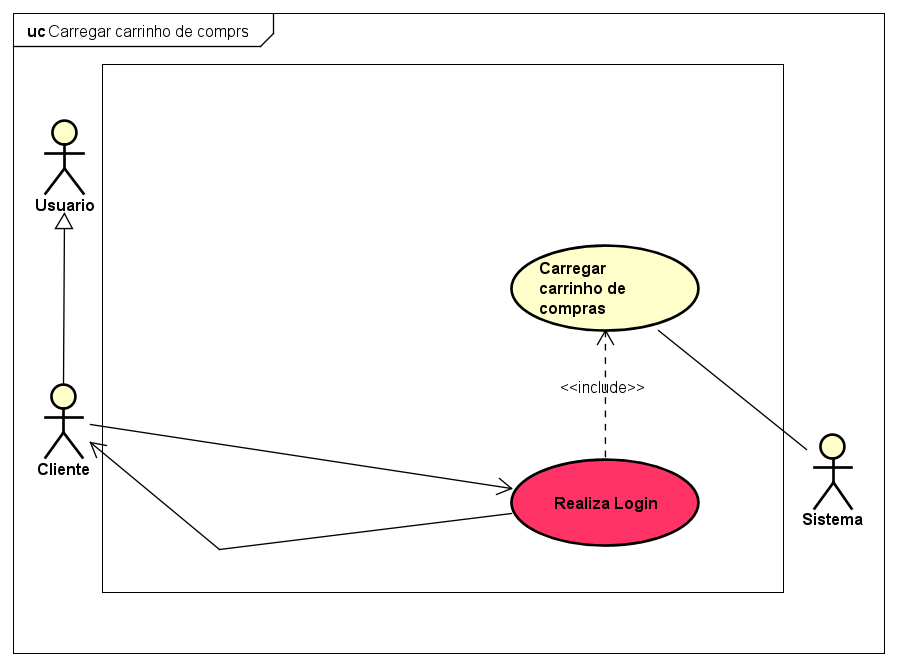 uc Carregar carrinho de comprs
Usuario
Carregar
carrinho de
compras
<<include>>
Cliente
Realiza Login
Sistema